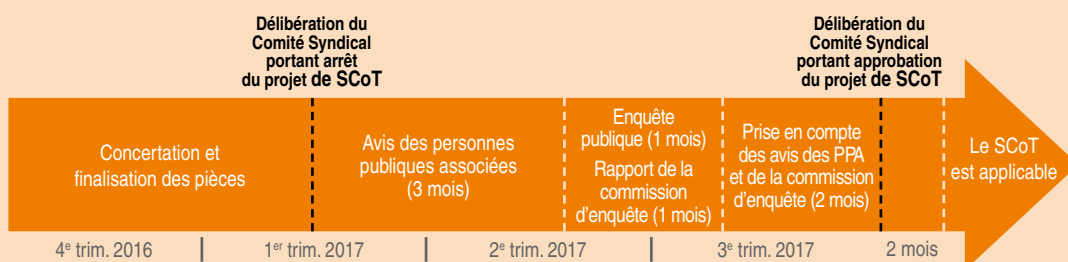 Délibération du
Comité Syndical
portant arrêt
du projet de SCoT
Délibération du
Comité Syndical
portant approbation
du projet de SCoT
Concertation et
finalisation des pièces
Avis des personnes
publiques associées
(3 mois)
Enquête
publique (1 mois)
Rapport de la
commission
d'enquête (1 mois)
Prise en compte
des avis des PPA
et de la commission
d'enquête (2 mois)
Le SCoT
est applicable
4e trim. 2016
1er trim. 2017
2e trim. 2017
3e trim. 2017
2 mois